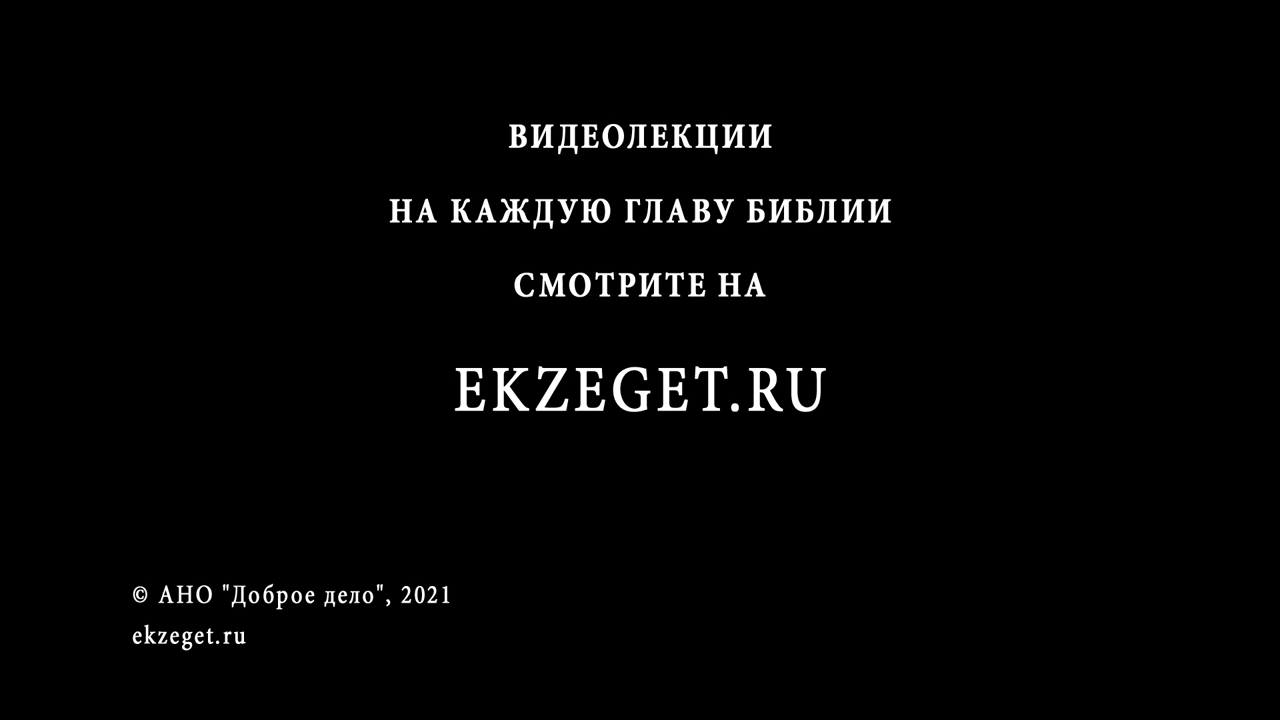 ВИДЕОЛЕКЦИИ
НА КАЖДУЮ ГЛАВУ БИБЛИИ
СМОТРИТЕ НА
EKZEGET.RU
© АНО "Доброе дело", 2021
ekzeget.ru